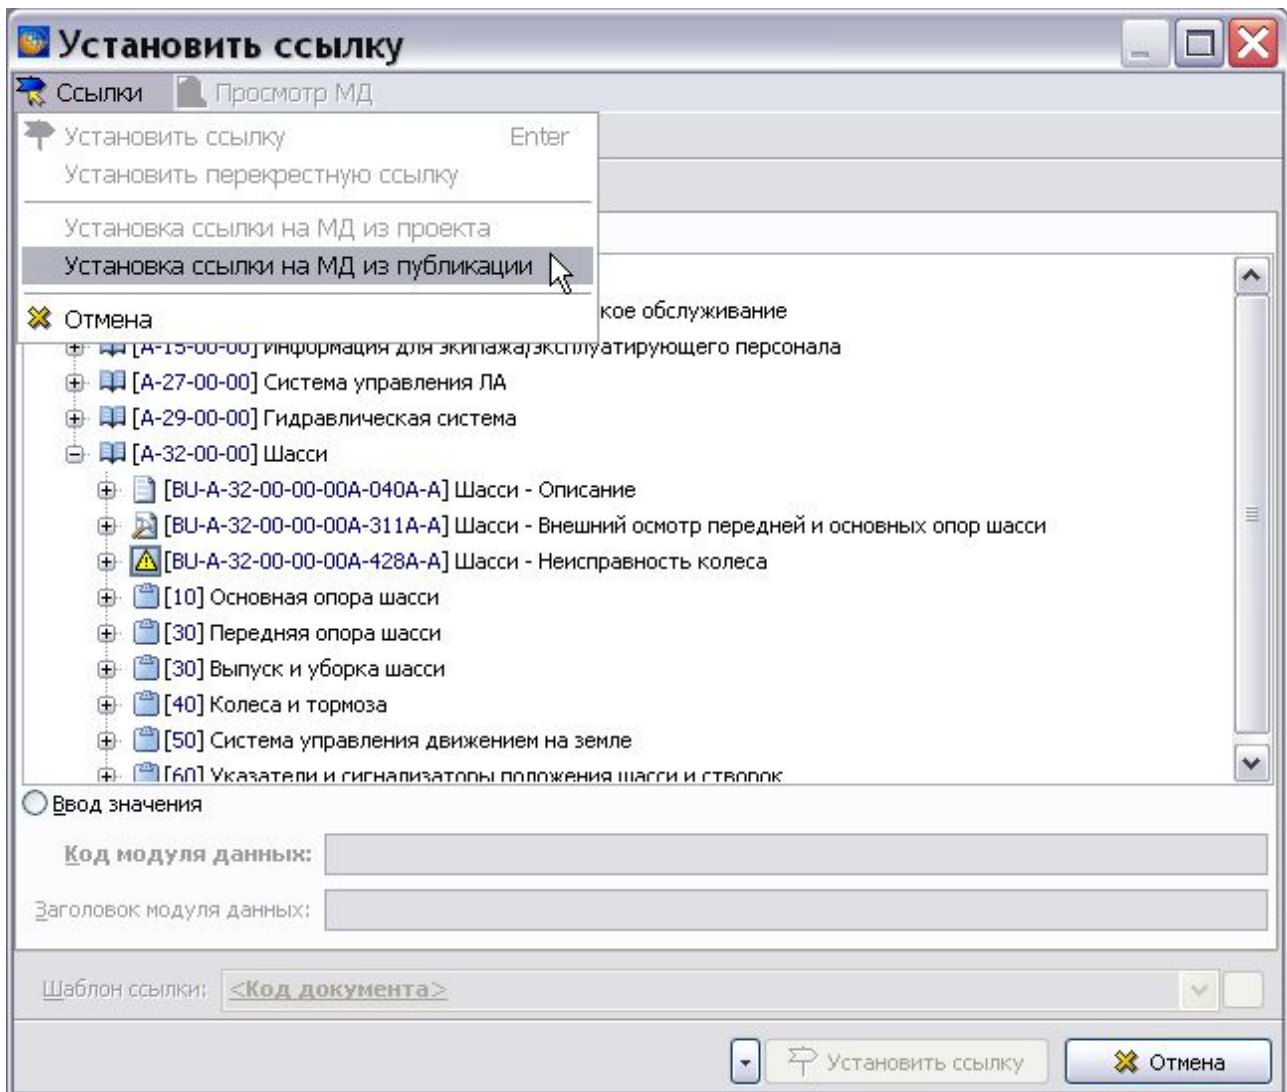 Установить ссылку
Ссылки Просмотр МД
Установить ссылку Enter
Установить перекрестную ссылку
Установка ссылки на МД из проекта
Установка ссылки на МД из публикации
Отмена
кое обслуживание
[A-15-00-00] Информация для экипажа/эксплуатирующего персонала
[A-27-00-00] Система управления ЛА
[A-29-00-00] Гидравлическая система
[A-32-00-00] Шасси
[BU-A-32-00-00-00A-040A-A] Шасси - Описание
[BU-A-32-00-00-00A-311A-A] Шасси - Внешний осмотр передней и основных опор шасси
[BU-A-32-00-00-00A-428A-A] Шасси - Неисправность колеса
[10] Основная опора шасси
[30] Передняя опора шасси
[30] Выпуск и уборка шасси
[40] Колеса и тормоза
[50] Система управления движением на земле
[60] Указатели и сигнализаторы положения шасси и створок
Ввод значения
Код модуля данных:
Заголовок модуля данных:
Шаблон ссылки: <Код документа>
Установить ссылку Отмена